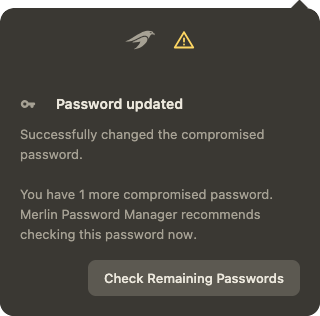 Password updated
Successfully changed the compromised
password.
You have 1 more compromised password.
Merlin Password Manager recommends
checking this password now.
Check Remaining Passwords